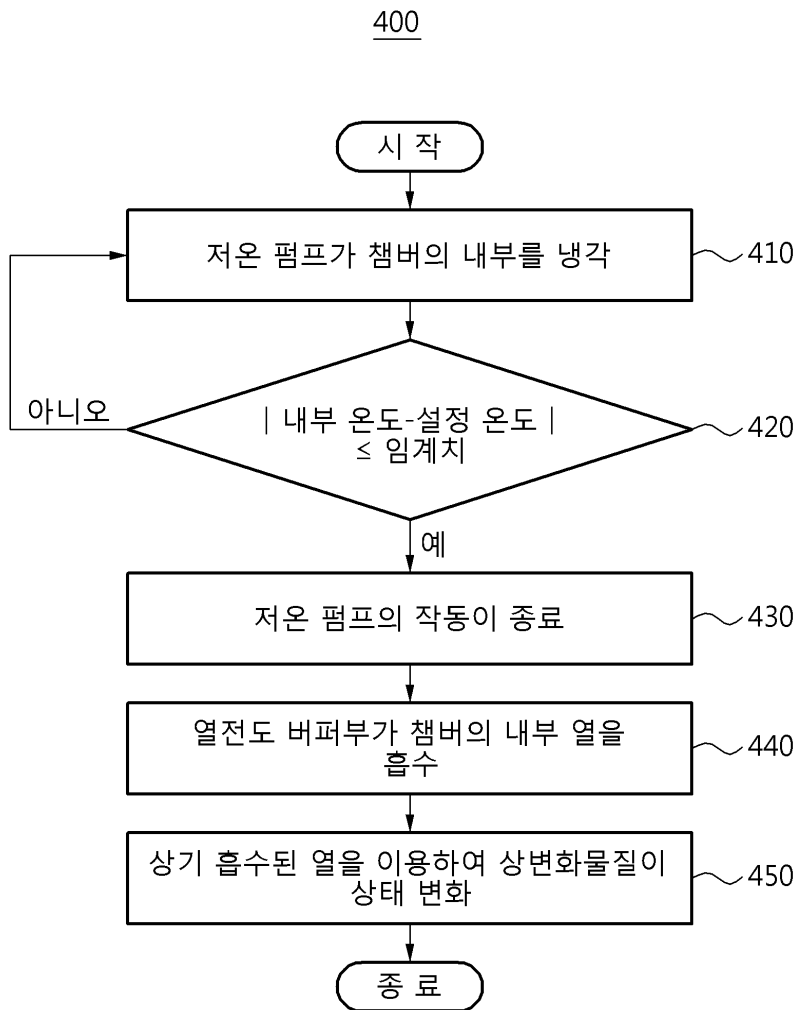 400
시 작
저온 펌프가 챔버의 내부를 냉각
410
| 내부 온도-설정 온도 |
≤ 임계치
420
아니오
예
저온 펌프의 작동이 종료
430
열전도 버퍼부가 챔버의 내부 열을
흡수
440
상기 흡수된 열을 이용하여 상변화물질이
상태 변화
450
종 료